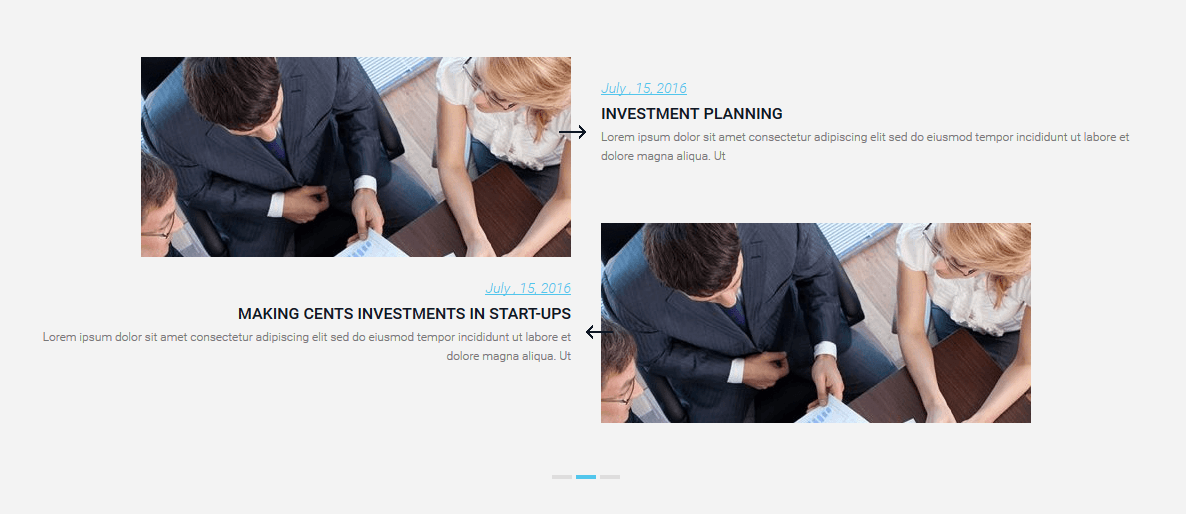 July , 15, 2016
INVESTMENT PLANNING
Lorem ipsum dolor sit amet consectetur adipiscing elit sed do eiusmod tempor incididunt ut labore et
dolore magna aliqua. Ut
July , 15, 2016
MAKING CENTS INVESTMENTS IN START-UPS
Lorem ipsum dolor sit amet consectetur adipiscing elit sed do eiusmod tempor incididunt ut labore et
dolore magna aliqua. Ut